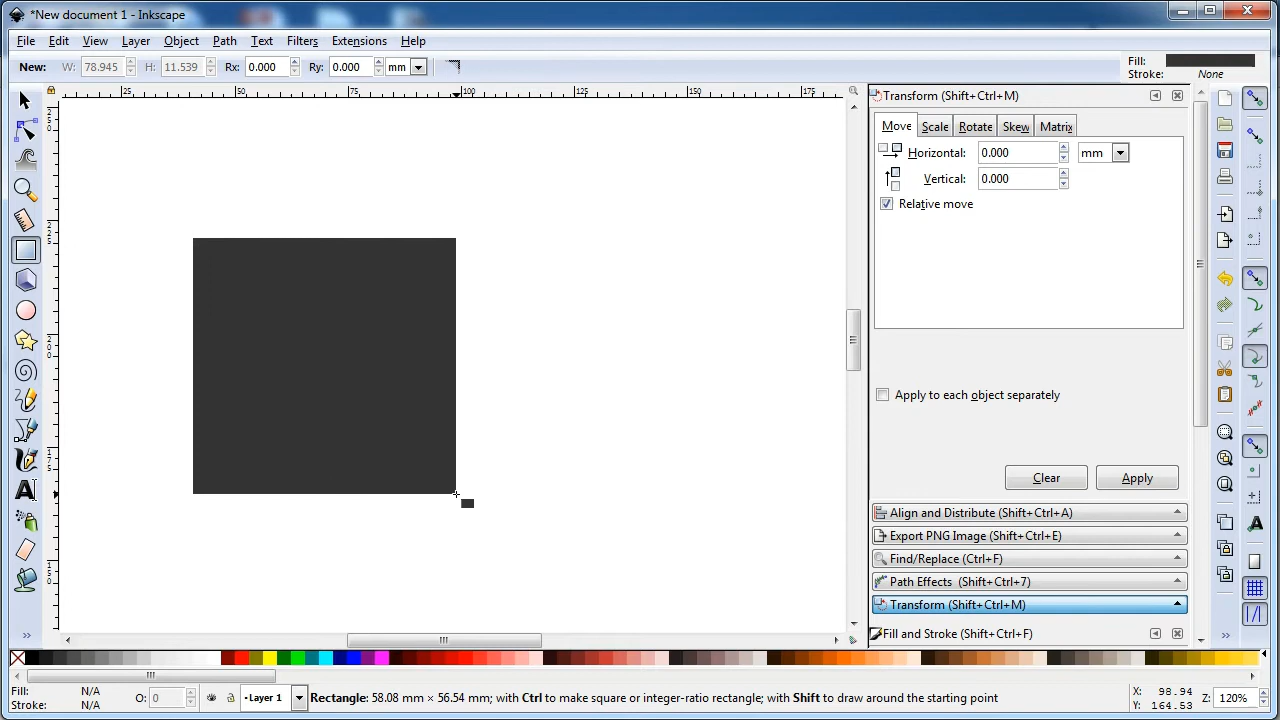 *New document 1 - Inkscape
File Edit View Layer Object Path Text Filters Extensions Help
New: W: 78.945 H: 11.539 Rx: 0.000 Ry: 0.000 mm
Fill:
Stroke: None
25 50 75 100 125 150 175
250
225
200
175
150
Transform (Shift+Ctrl+M)
Move Scale Rotate Skew Matrix
Horizontal: 0.000 mm
Vertical: 0.000
Relative move
Apply to each object separately
Clear Apply
Align and Distribute (Shift+Ctrl+A)
Export PNG Image (Shift+Ctrl+E)
Find/Replace (Ctrl+F)
Path Effects (Shift+Ctrl+7)
Transform (Shift+Ctrl+M)
Fill and Stroke (Shift+Ctrl+F)
Fill: N/A
Stroke: N/A
O: 0
Layer 1
Rectangle: 58.08 mm × 56.54 mm; with Ctrl to make square or integer-ratio rectangle; with Shift to draw around the starting point
X: 98.94
Y: 164.53
Z: 120%